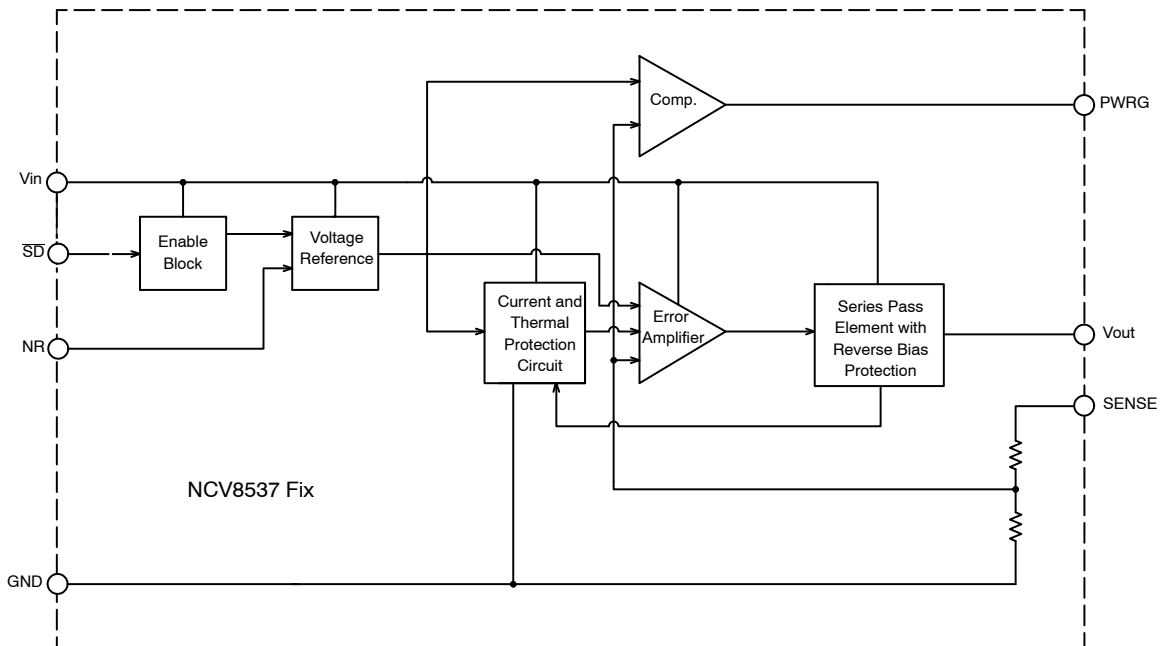 Comp.
PWRG
Vin
SD
Enable
Block
Voltage
Reference
NR
Current and
Thermal
Protection
Circuit
Error
Amplifier
Series Pass
Element with
Reverse Bias
Protection
Vout
SENSE
NCV8537 Fix
GND